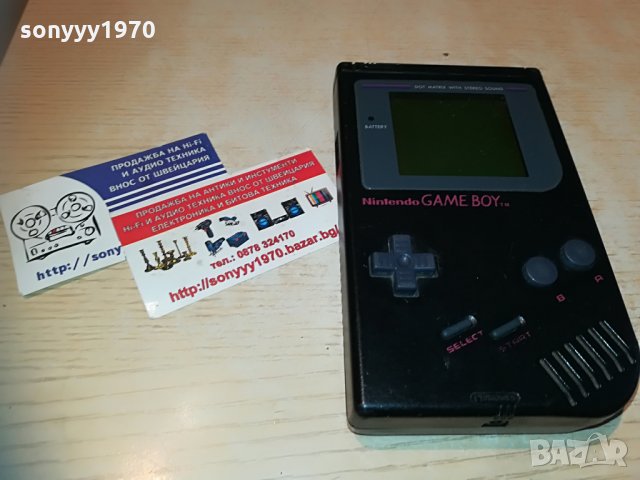 sonyyy1970
ПРОДАЖБА НА Hi-Fi
И АУДИО ТЕХНИКА
ВНОС ОТ ШВЕЙЦАРИЯ
http://sony
ПРОДАЖБА НА АНТИКИ И ИНСТУМЕНТИ
Hi-Fi И АУДИО ТЕХНИКА ВНОС ОТ ШВЕЙЦАРИЯ
ЕЛЕКТРОНИКА И БИТОВА ТЕХНИКА
тел.: 0878 324170
http://sonyyy1970.bazar.bg/
DOT MATRIX WITH STEREO SOUND
BATTERY
Nintendo GAME BOY TM
B A
SELECT START
BAZAR